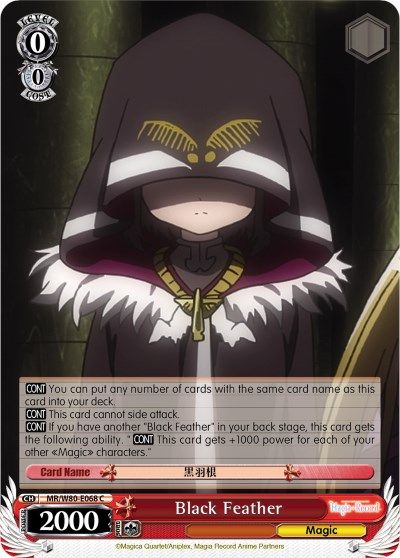 LEVEL
0
0
COST
CONT You can put any number of cards with the same card name as this
card into your deck.
CONT This card cannot side attack.
CONT If you have another "Black Feather" in your back stage, this card gets
the following ability. " CONT This card gets +1000 power for each of your
other «Magic» characters."
Card Name 黒羽根
CD MR/W80-E068 C
POWER 2000
Black Feather
Magia Record
Magic
©Magica Quartet/Aniplex, Magia Record Anime Partners